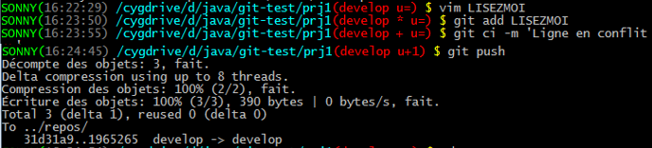 SONNY(16:22:29) /cygdrive/d/java/git-test/prj1(develop u=) $ vim LISEZMOI
SONNY(16:23:50) /cygdrive/d/java/git-test/prj1(develop * u=) $ git add LISEZMOI
SONNY(16:23:55) /cygdrive/d/java/git-test/prj1(develop + u=) $ git ci -m 'Ligne en conflit
SONNY(16:24:45) /cygdrive/d/java/git-test/prj1(develop u+1) $ git push
Décompte des objets: 3, fait.
Delta compression using up to 8 threads.
Compression des objets: 100% (2/2), fait.
Écriture des objets: 100% (3/3), 390 bytes | 0 bytes/s, fait.
Total 3 (delta 1), reused 0 (delta 0)
To ../repos/
31d31a9..1965265 develop -> develop